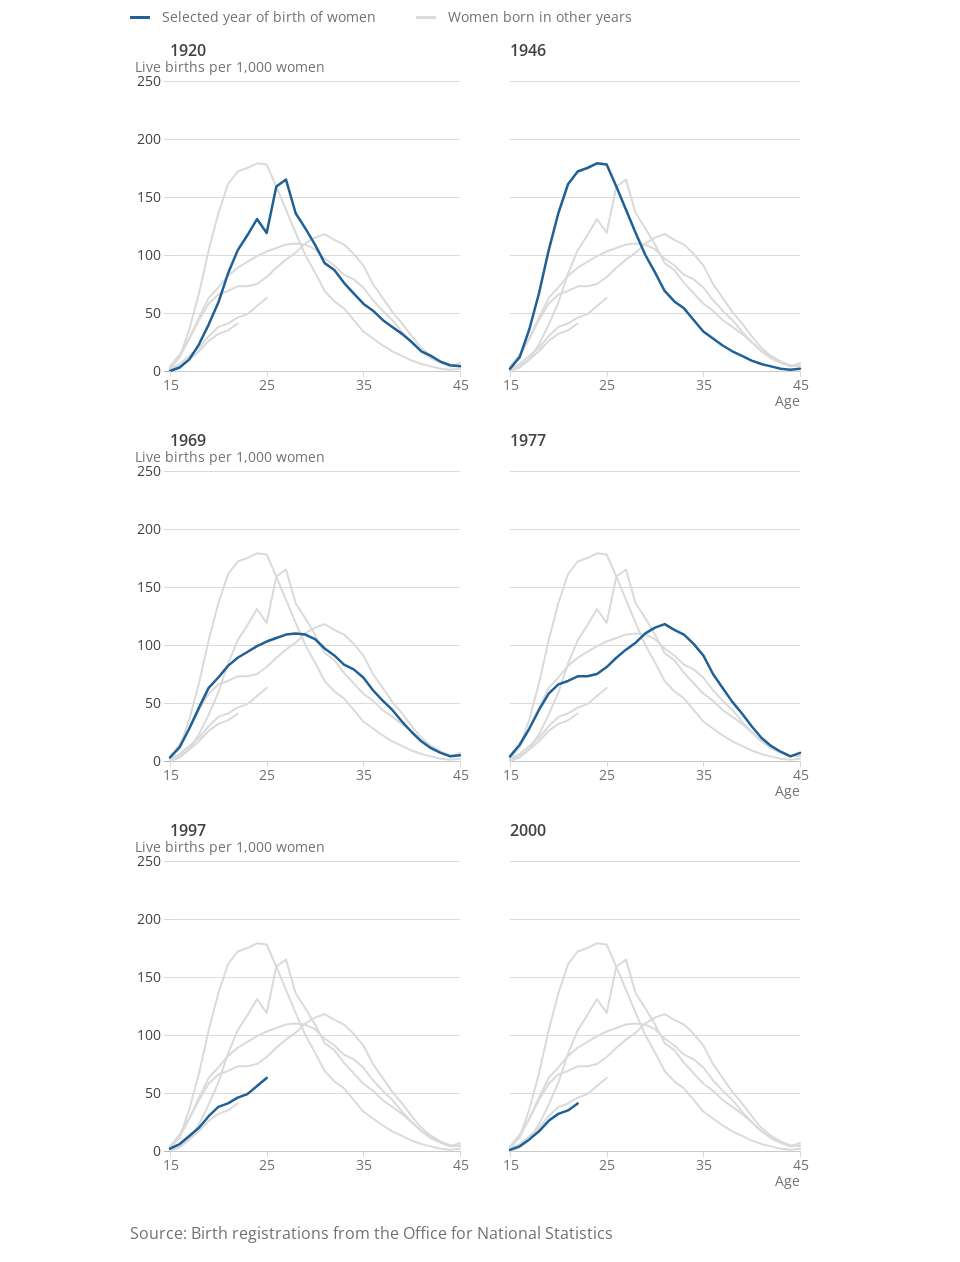 Selected year of birth of women Women born in other years
1920 1946
Live births per 1,000 women
250
200
150
100
50
0
15 25 35 45 15 25 35 45
Age
1969 1977
Live births per 1,000 women
250
200
150
100
50
0
15 25 35 45 15 25 35 45
Age
1997 2000
Live births per 1,000 women
250
200
150
100
50
0
15 25 35 45 15 25 35 45
Age
Source: Birth registrations from the Office for National Statistics